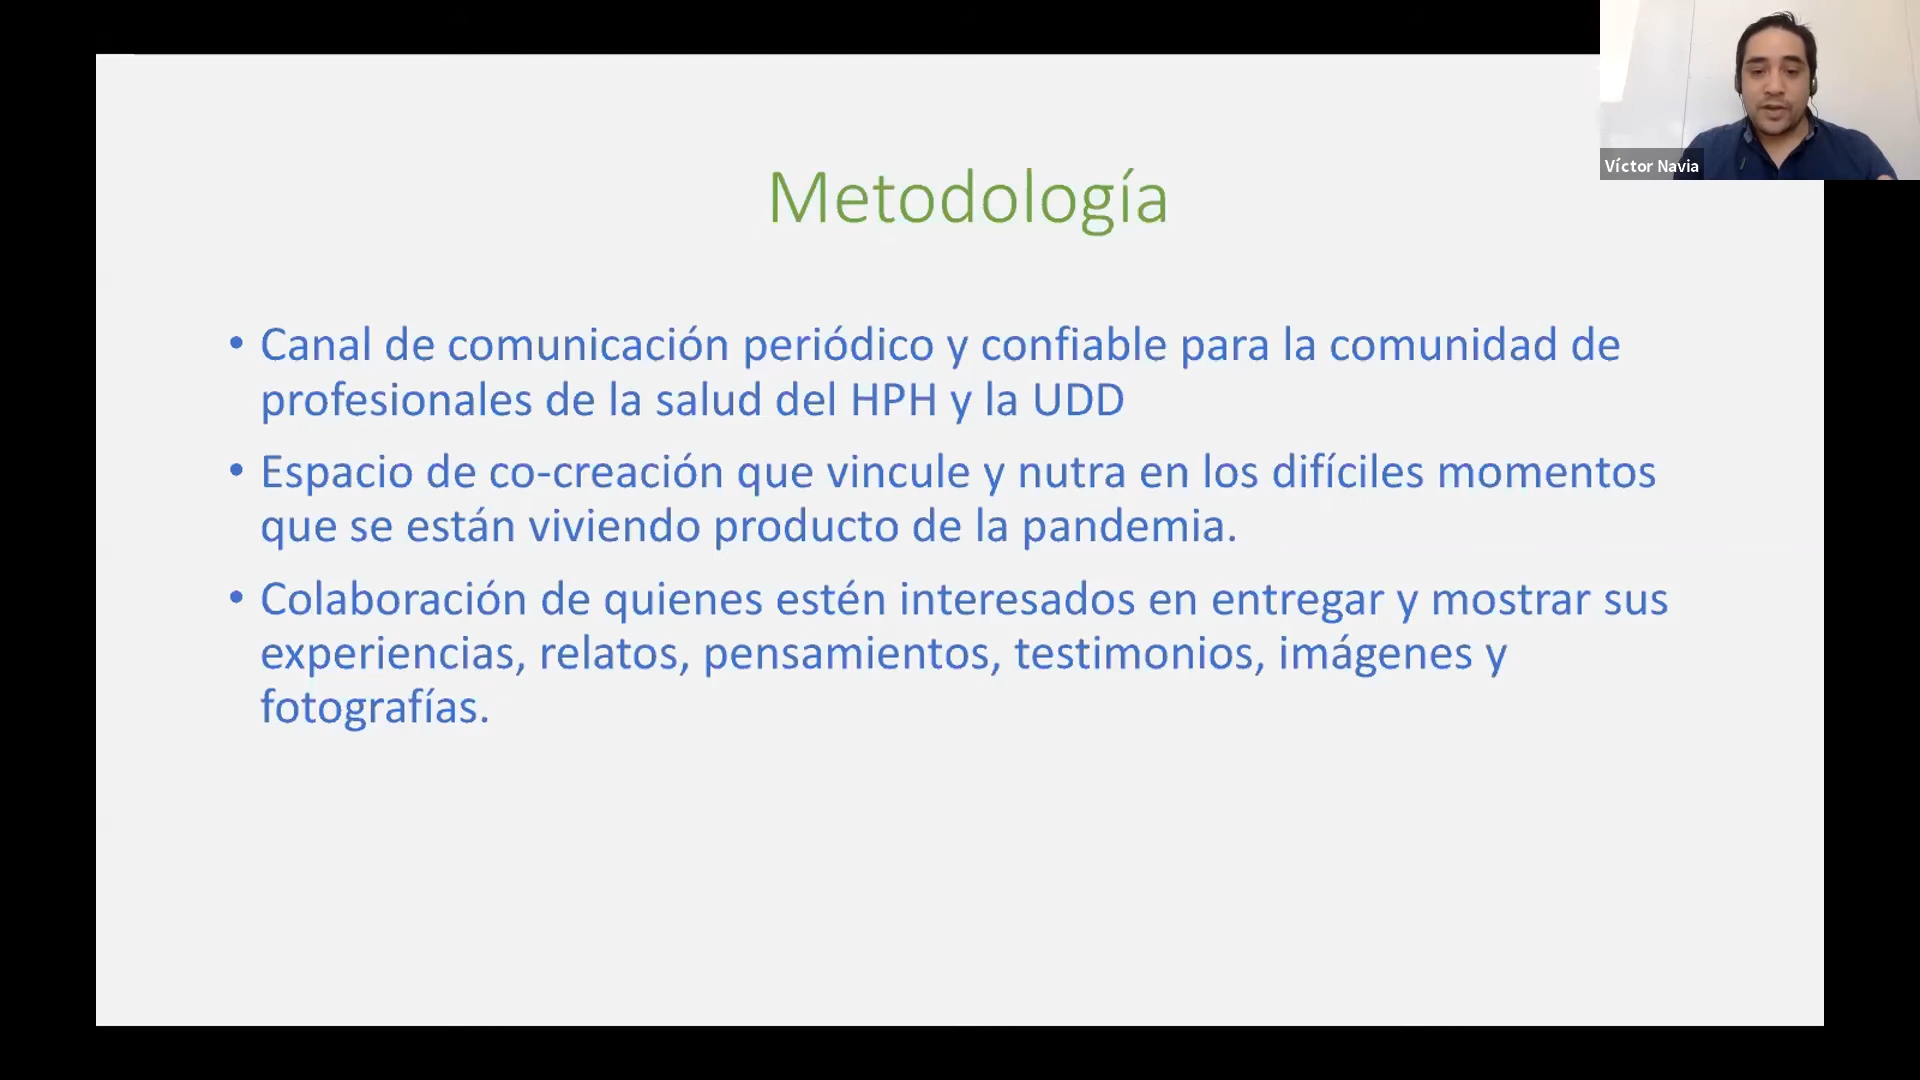 Víctor Navia
Metodología
• Canal de comunicación periódico y confiable para la comunidad de
profesionales de la salud del HPH y la UDD
• Espacio de co-creación que vincule y nutra en los difíciles momentos
que se están viviendo producto de la pandemia.
• Colaboración de quienes estén interesados en entregar y mostrar sus
experiencias, relatos, pensamientos, testimonios, imágenes y
fotografías.